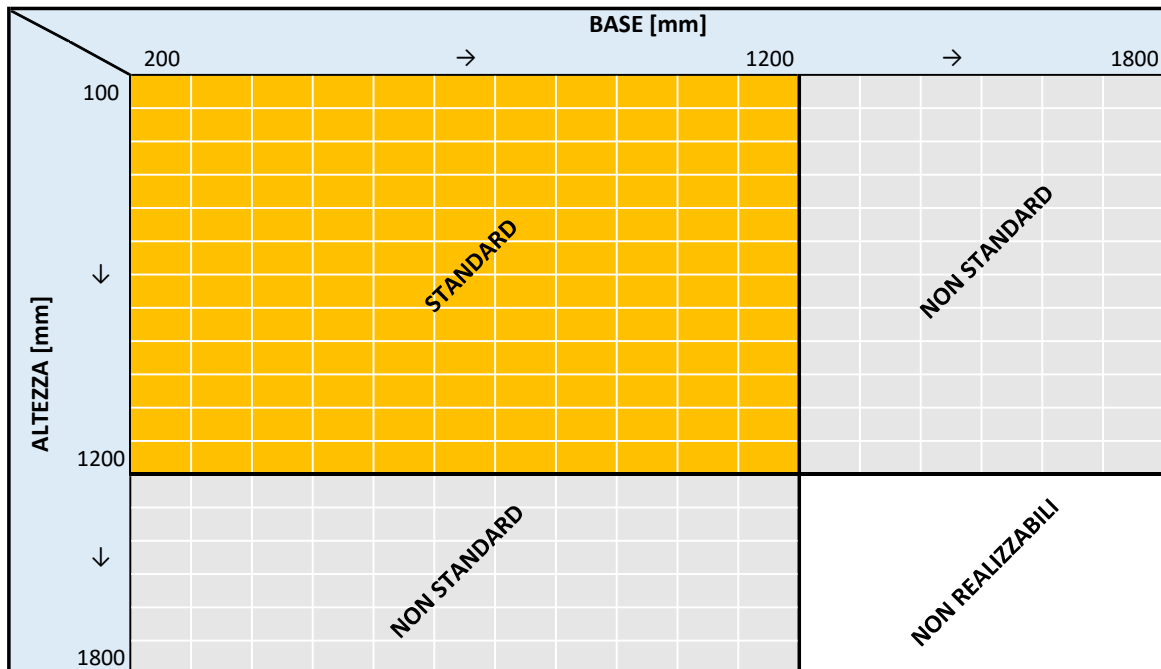 BASE [mm]
200 → 1200 → 1800
100
STANDARD
NON STANDARD
↓
ALTEZZA [mm]
1200
NON STANDARD
NON REALIZZABILI
↓
1800